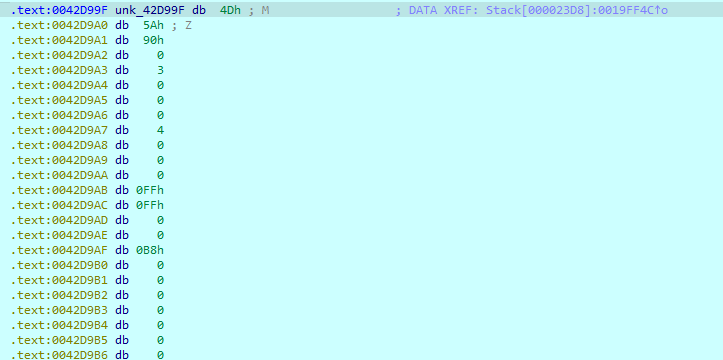 .text:0042D99F unk_42D99F db 4Dh ; M ; DATA XREF: Stack[000023D8]:0019FF4C↑o
.text:0042D9A0 db 5Ah ; Z
.text:0042D9A1 db 90h
.text:0042D9A2 db 0
.text:0042D9A3 db 3
.text:0042D9A4 db 0
.text:0042D9A5 db 0
.text:0042D9A6 db 0
.text:0042D9A7 db 4
.text:0042D9A8 db 0
.text:0042D9A9 db 0
.text:0042D9AA db 0
.text:0042D9AB db 0FFh
.text:0042D9AC db 0FFh
.text:0042D9AD db 0
.text:0042D9AE db 0
.text:0042D9AF db 0B8h
.text:0042D9B0 db 0
.text:0042D9B1 db 0
.text:0042D9B2 db 0
.text:0042D9B3 db 0
.text:0042D9B4 db 0
.text:0042D9B5 db 0
.text:0042D9B6 db 0